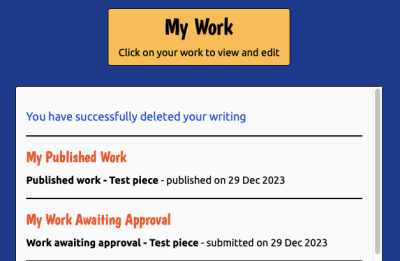 My Work
Click on your work to view and edit
You have successfully deleted your writing
My Published Work
Published work - Test piece - published on 29 Dec 2023
My Work Awaiting Approval
Work awaiting approval - Test piece - submitted on 29 Dec 2023